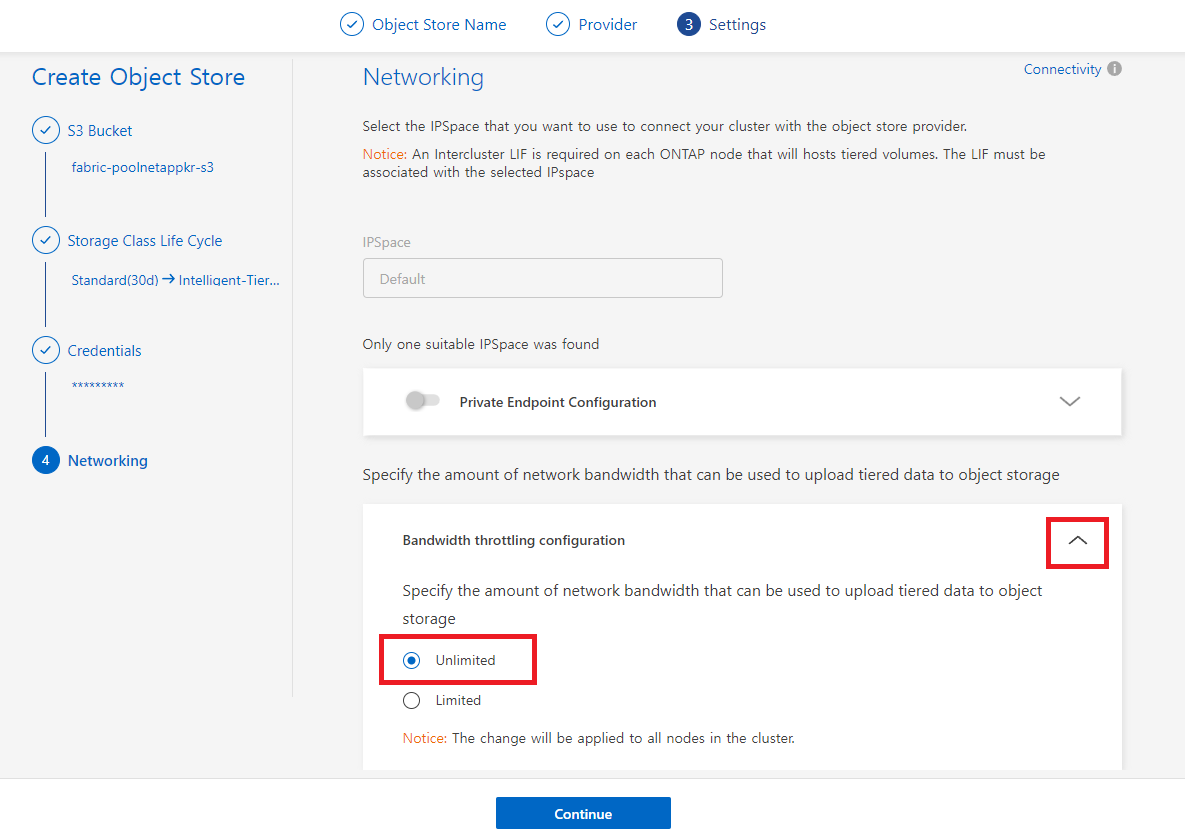 Object Store Name
Provider
3 Settings
Create Object Store
S3 Bucket
fabric-poolnetappkr-s3
Storage Class Life Cycle
Standard(30d) → Intelligent-Tier...
Credentials
*********
4 Networking
Networking
Connectivity
Select the IPSpace that you want to use to connect your cluster with the object store provider.
Notice: An Intercluster LIF is required on each ONTAP node that will hosts tiered volumes. The LIF must be
associated with the selected IPspace
IPSpace
Default
Only one suitable IPSpace was found
Private Endpoint Configuration
Specify the amount of network bandwidth that can be used to upload tiered data to object storage
Bandwidth throttling configuration
Specify the amount of network bandwidth that can be used to upload tiered data to object
storage
Unlimited
Limited
Notice: The change will be applied to all nodes in the cluster.
Continue